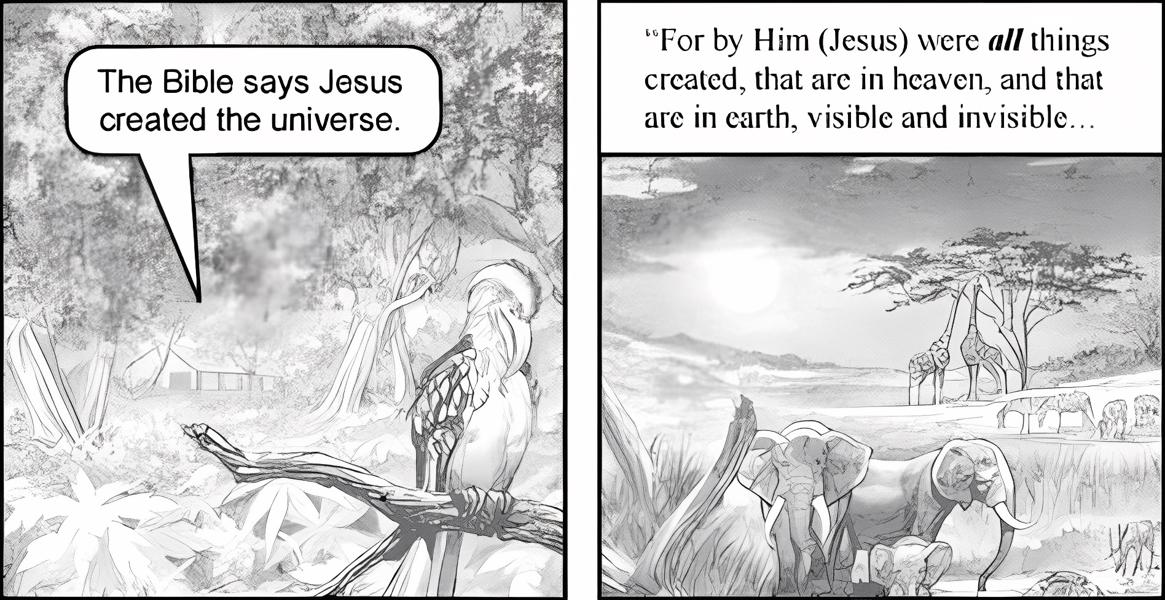 The Bible says Jesus
created the universe.
“For by Him (Jesus) were all things
created, that are in heaven, and that
are in earth, visible and invisible...